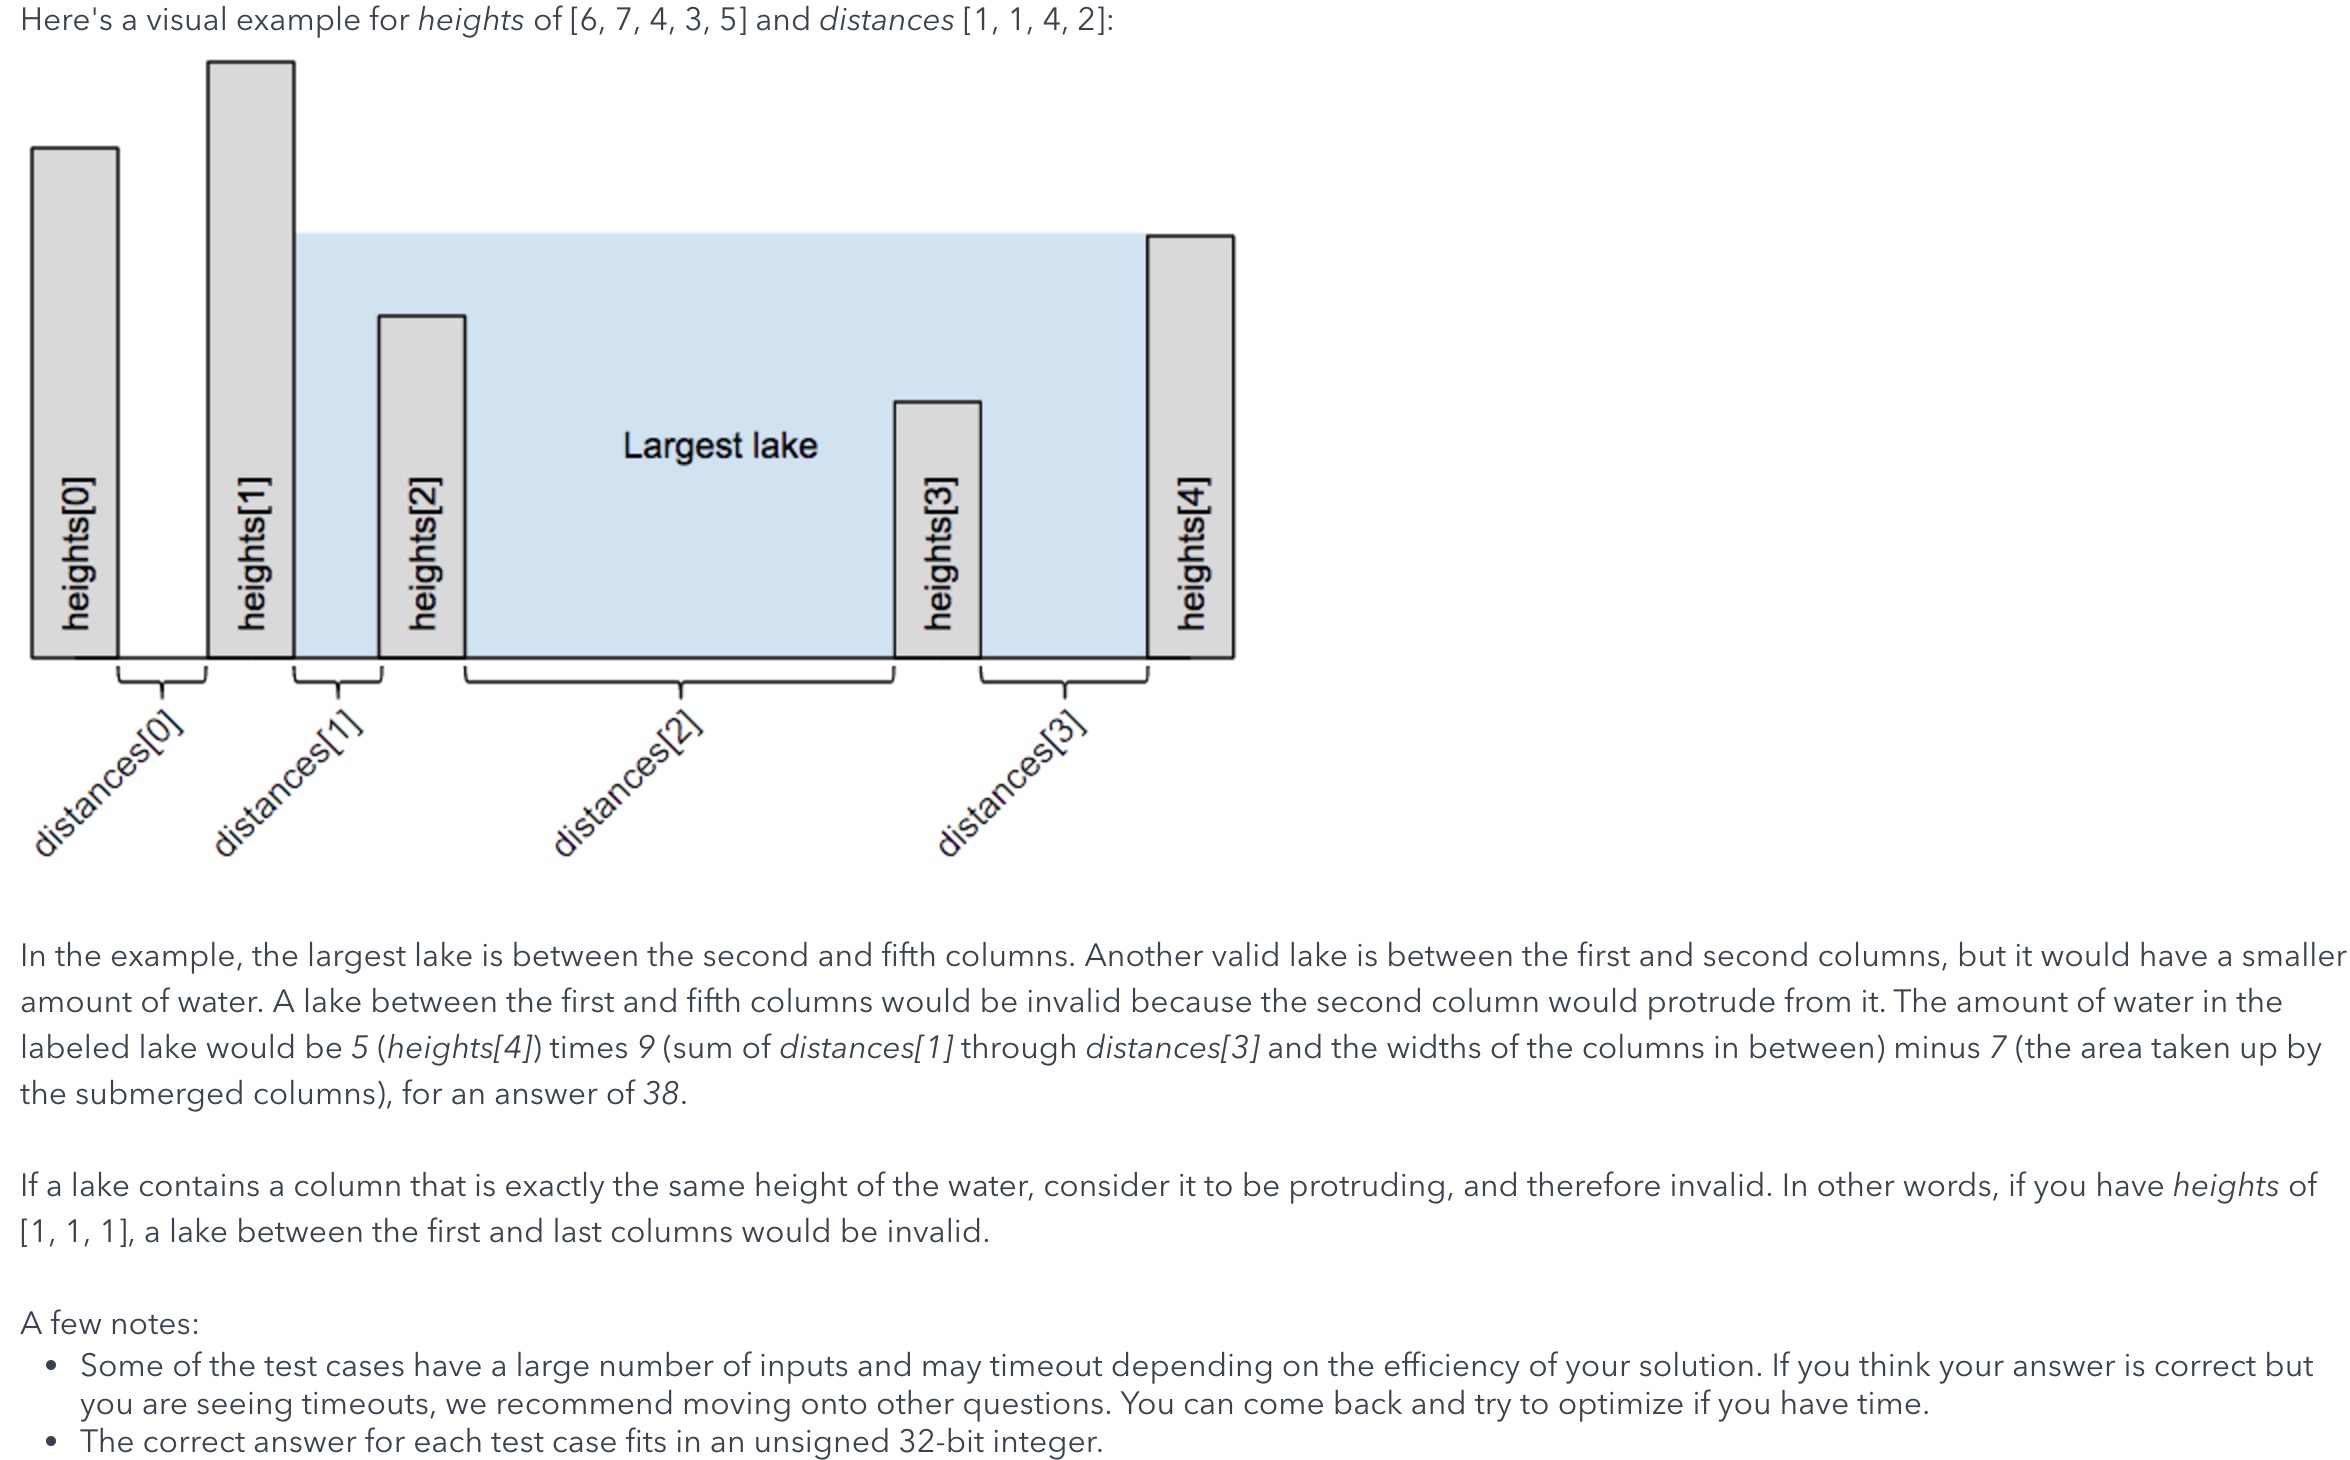 Here's a visual example for heights of [6, 7, 4, 3, 5] and distances [1, 1, 4, 2]:
heights[0]
heights[1]
heights[2]
Largest lake
heights[3]
heights[4]
distances[0]
distances[1]
distances[2]
distances[3]
In the example, the largest lake is between the second and fifth columns. Another valid lake is between the first and second columns, but it would have a smaller
amount of water. A lake between the first and fifth columns would be invalid because the second column would protrude from it. The amount of water in the
labeled lake would be 5 (heights[4]) times 9 (sum of distances[1] through distances[3] and the widths of the columns in between) minus 7 (the area taken up by
the submerged columns), for an answer of 38.
If a lake contains a column that is exactly the same height of the water, consider it to be protruding, and therefore invalid. In other words, if you have heights of
[1, 1, 1], a lake between the first and last columns would be invalid.
A few notes:
• Some of the test cases have a large number of inputs and may timeout depending on the efficiency of your solution. If you think your answer is correct but
you are seeing timeouts, we recommend moving onto other questions. You can come back and try to optimize if you have time.
• The correct answer for each test case fits in an unsigned 32-bit integer.